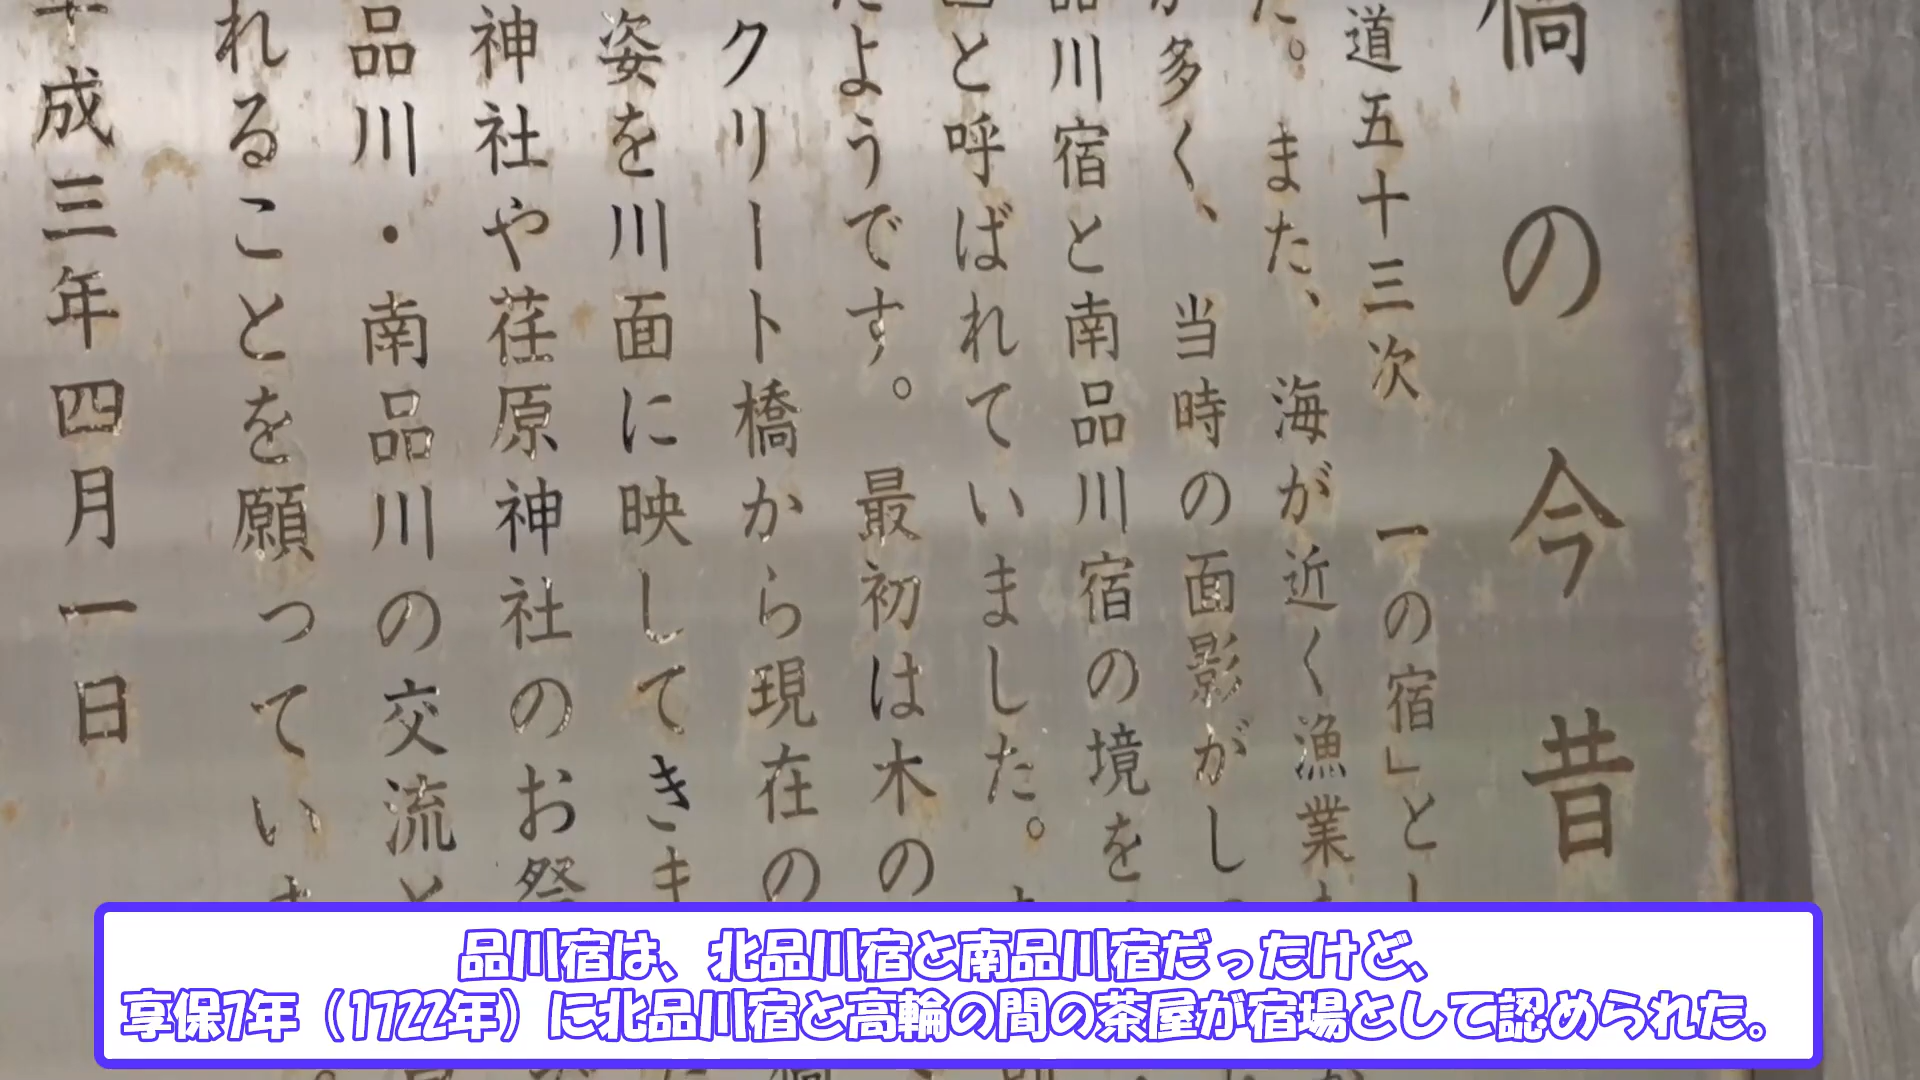 橋の今昔
道五十三次 一の宿」と
た。また、海が近く漁業
が多く、当時の面影がし
品川宿と南品川宿の境を
と呼ばれていました。
たようです。最初は木の
クリート橋から現在の
姿を川面に映してきま
神社や荏原神社のお祭
品川・南品川の交流と
れることを願っていま
平成三年四月一日
品川宿は、北品川宿と南品川宿だったけど、
享保7年（1722年）に北品川宿と高輪の間の茶屋が宿場として認められた。